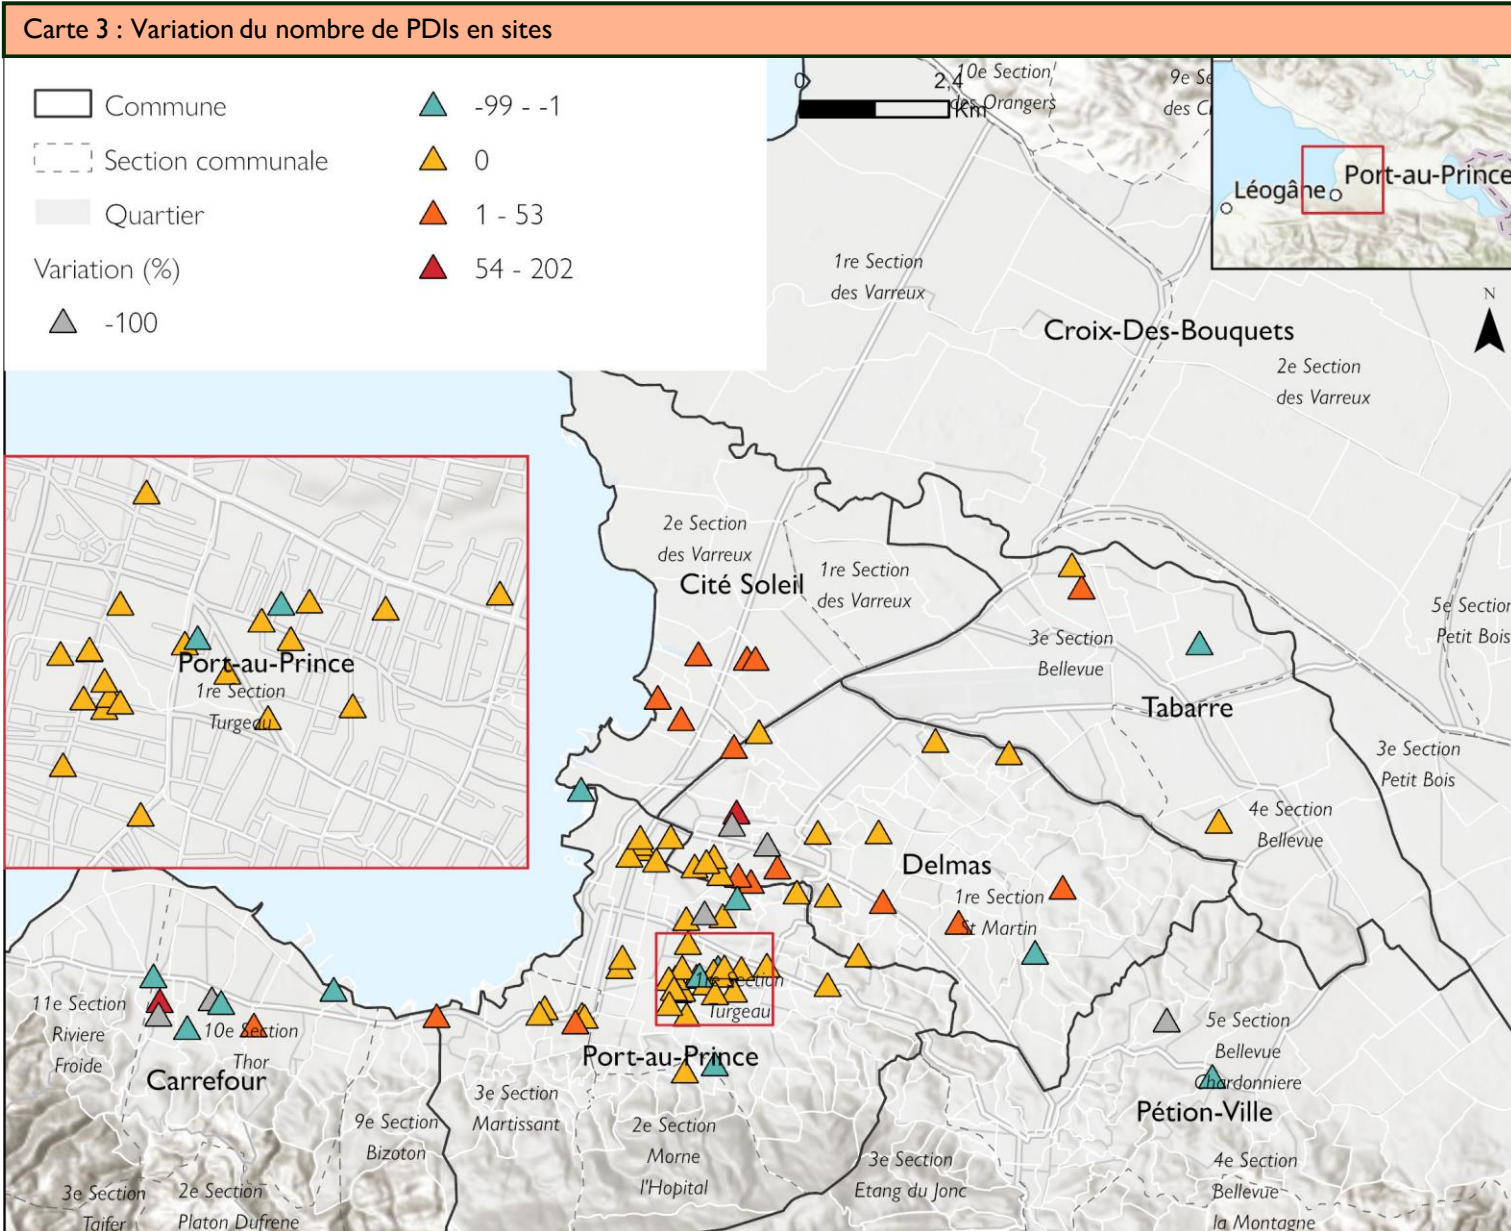 Carte 3 : Variation du nombre de PDIs en sites
Commune
Section communale
Quartier
Variation (%)
-100
-99 - -1
0
1 - 53
54 - 202
0
2,4
Km
10e Section
des Orangers
9e Se
des Cl
Léogâne
Port-au-Prince
N
1re Section
des Varreux
Croix-Des-Bouquets
2e Section
des Varreux
2e Section
des Varreux
Cité Soleil
1re Section
des Varreux
3e Section
Bellevue
5e Section
Petit Bois
Tabarre
3e Section
Petit Bois
4e Section
Bellevue
Port-au-Prince
1re Section
Turgeau
Delmas
1re Section
St Martin
1re Section
Turgeau
11e Section
Riviere
Froide
10e Section
Thor
Carrefour
Port-au-Prince
5e Section
Bellevue
Chardonniere
Pétion-Ville
3e Section
Martissant
9e Section
Bizoton
2e Section
Morne
l'Hopital
3e Section
Etang du Jonc
4e Section
Bellevue
la Montagne
3e Section
Taifer
2e Section
Platon Dufrene